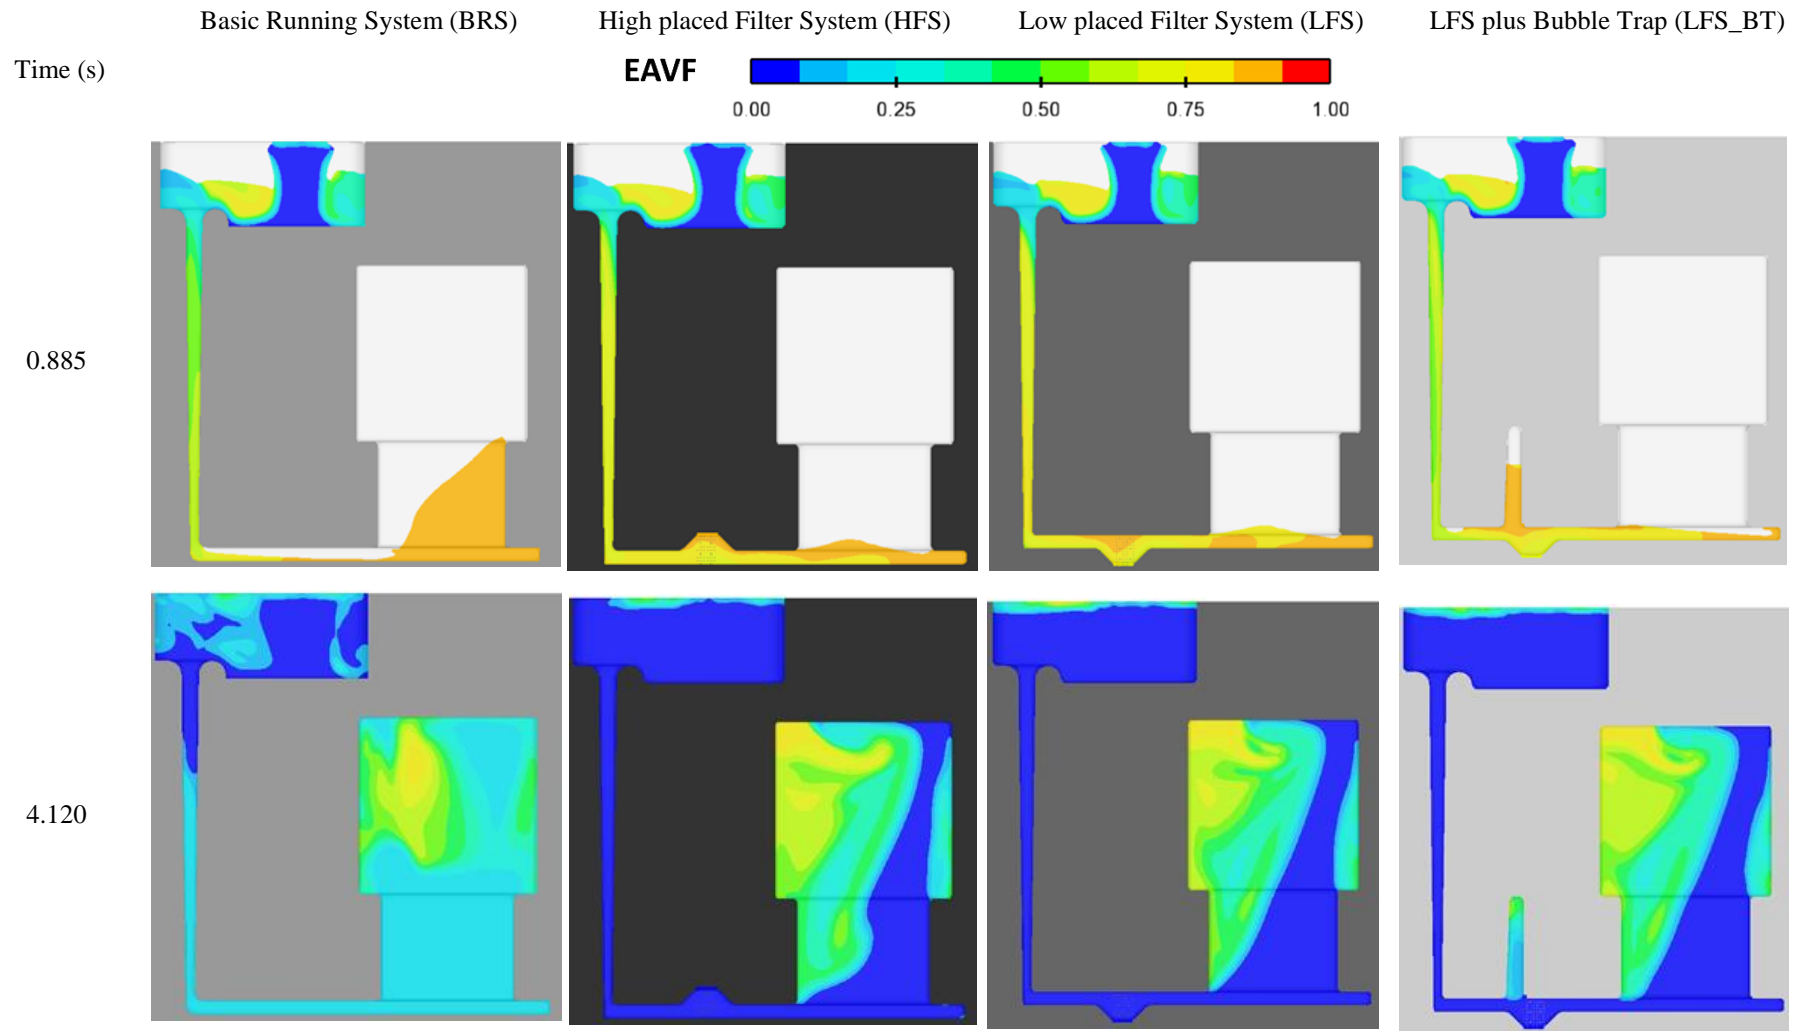 Basic Running System (BRS) High placed Filter System (HFS) Low placed Filter System (LFS) LFS plus Bubble Trap (LFS_BT)
Time (s) EAVF
0.00 0.25 0.50 0.75 1.00
0.885
4.120